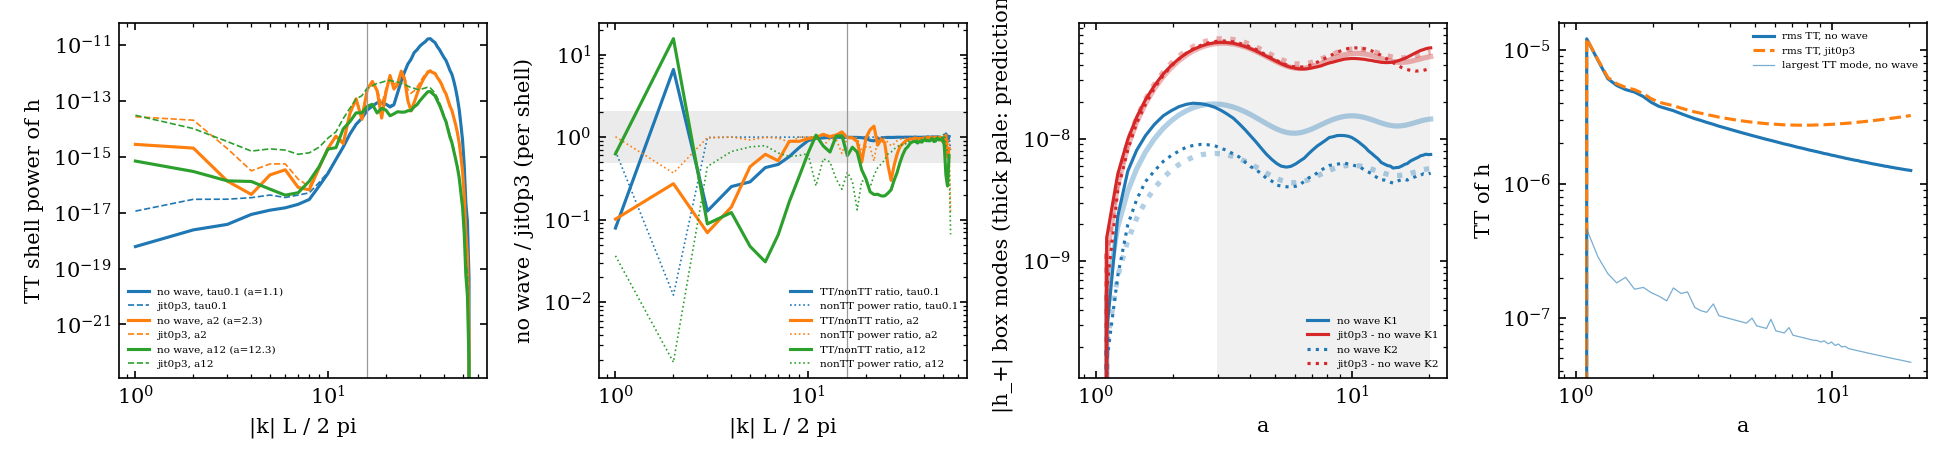 TT shell power of h
10^-11
10^-13
10^-15
10^-17
10^-19
10^-21
no wave, tau0.1 (a=1.1)
jit0p3, tau0.1
no wave, a2 (a=2.3)
jit0p3, a2
no wave, a12 (a=12.3)
jit0p3, a12
10^0
10^1
|k| L / 2 pi
no wave / jit0p3 (per shell)
10^1
10^0
10^-1
10^-2
TT/nonTT ratio, tau0.1
nonTT power ratio, tau0.1
TT/nonTT ratio, a2
nonTT power ratio, a2
TT/nonTT ratio, a12
nonTT power ratio, a12
10^0
10^1
|k| L / 2 pi
|h_+| box modes (thick pale: prediction
10^-8
10^-9
no wave K1
jit0p3 - no wave K1
no wave K2
jit0p3 - no wave K2
10^0
10^1
a
TT of h
10^-5
10^-6
10^-7
rms TT, no wave
rms TT, jit0p3
largest TT mode, no wave
10^0
10^1
a